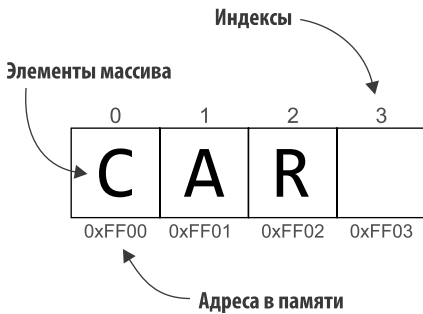 Индексы
Элементы массива
0 1 2 3
C A R
0xFF00 0xFF01 0xFF02 0xFF03
Адреса в памяти